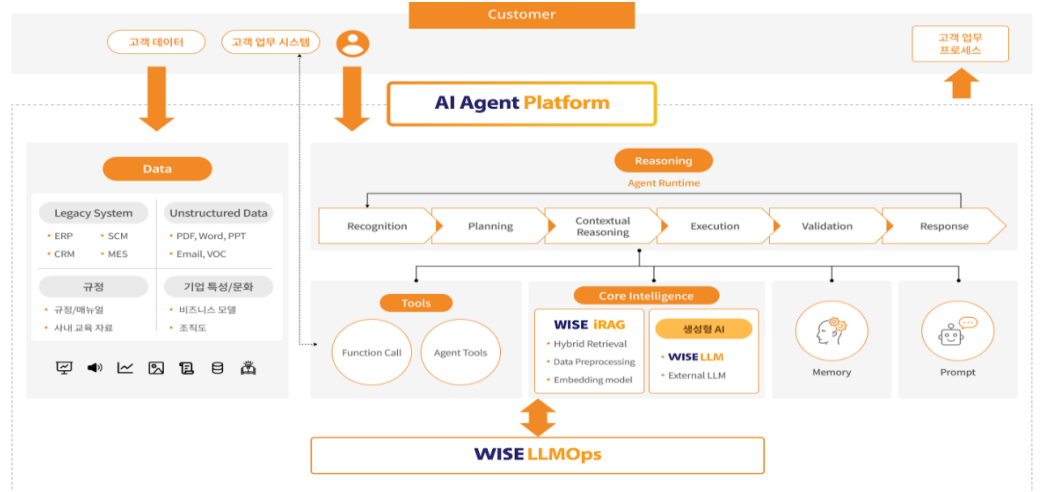 Customer
고객 데이터
고객 업무 시스템
고객 업무
프로세스
AI Agent Platform
Data
Legacy System
• ERP
• SCM
• CRM
• MES
Unstructured Data
• PDF, Word, PPT
• Email, VOC
규정
• 규정/매뉴얼
• 사내 교육 자료
기업 특성/문화
• 비즈니스 모델
• 조직도
Reasoning
Agent Runtime
Recognition
Planning
Contextual
Reasoning
Execution
Validation
Response
Tools
Function Call
Agent Tools
Core Intelligence
WISE iRAG
• Hybrid Retrieval
• Data Preprocessing
• Embedding model
생성형 AI
• WISE LLM
• External LLM
Memory
Prompt
WISE LLMOps